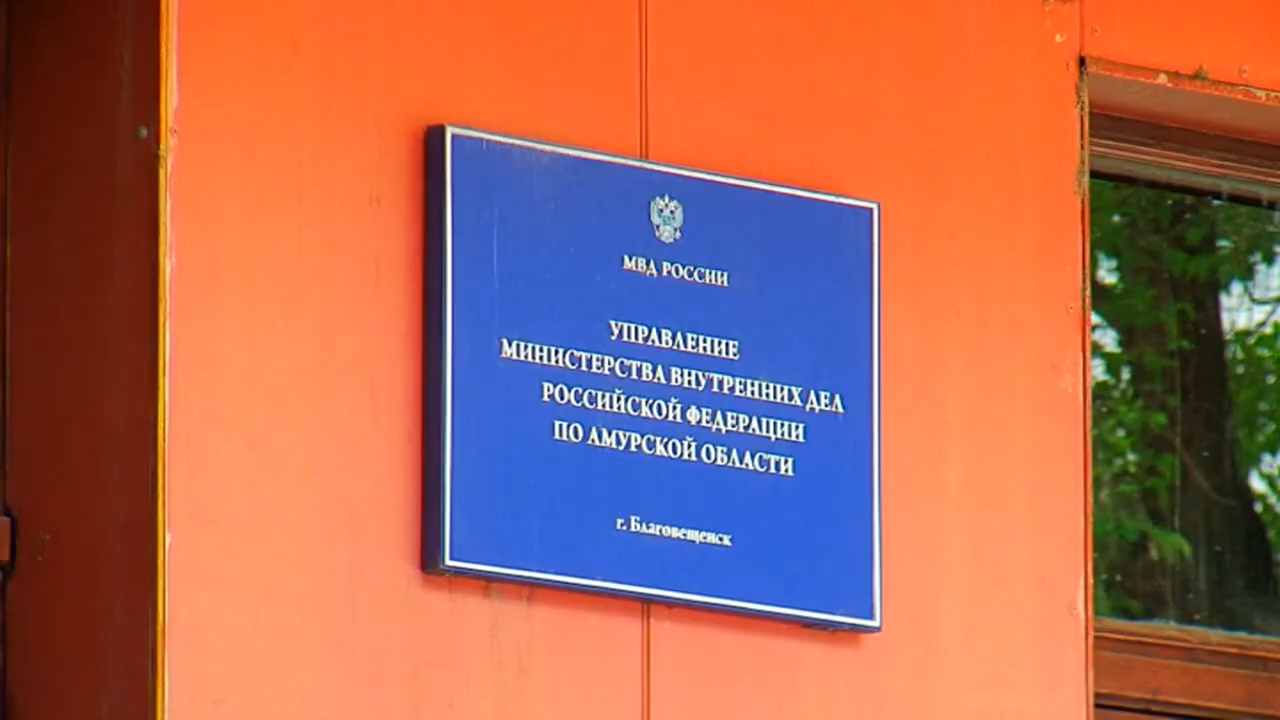 МВД РОССИИ
УПРАВЛЕНИЕ
МИНИСТЕРСТВА ВНУТРЕННИХ ДЕЛ
РОССИЙСКОЙ ФЕДЕРАЦИИ
ПО АМУРСКОЙ ОБЛАСТИ
г. Благовещенск